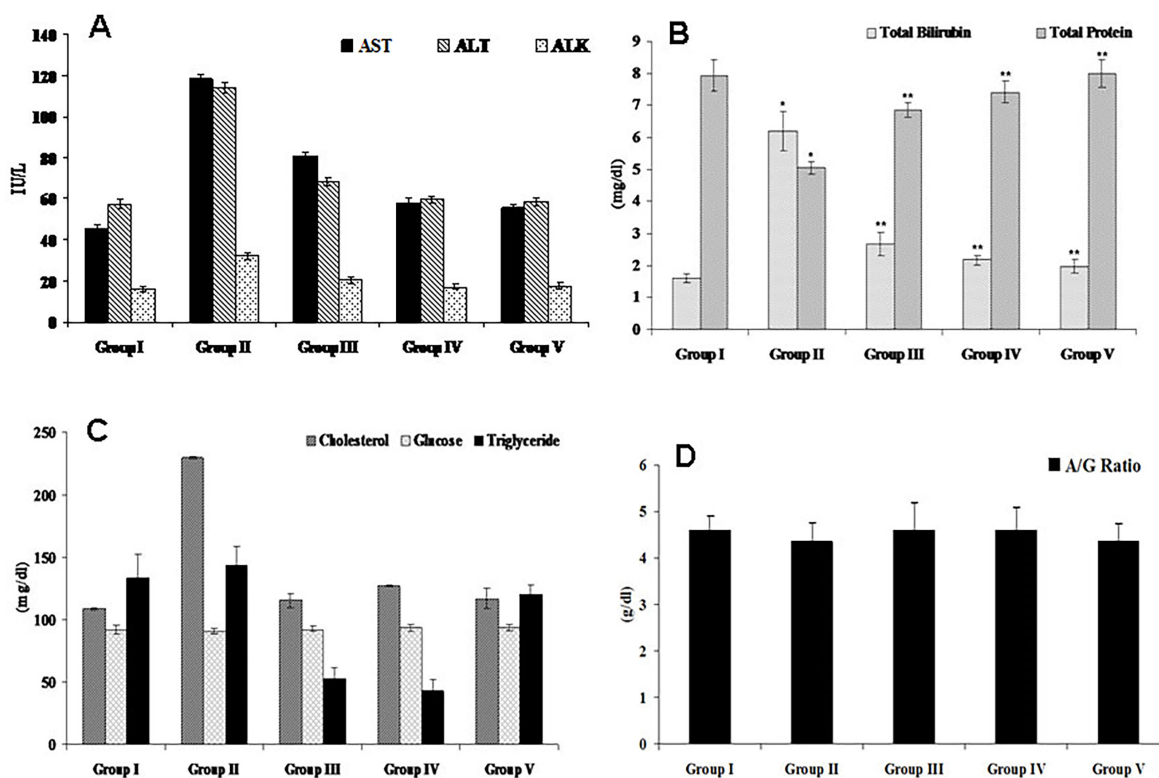 A
AST ALT ALK
140
120
100
80
60
40
20
0
IU/L
Group I Group II Group III Group IV Group V
B
Total Bilirubin Total Protein
9
8
7
6
5
4
3
2
1
0
(mg/dl)
* * ** ** ** ** ** **
Group I Group II Group III Group IV Group V
C
Cholesterol Glucose Triglyceride
250
200
150
100
50
0
(mg/dl)
Group I Group II Group III Group IV Group V
D
A/G Ratio
6
5
4
3
2
1
0
(g/dl)
Group I Group II Group III Group IV Group V